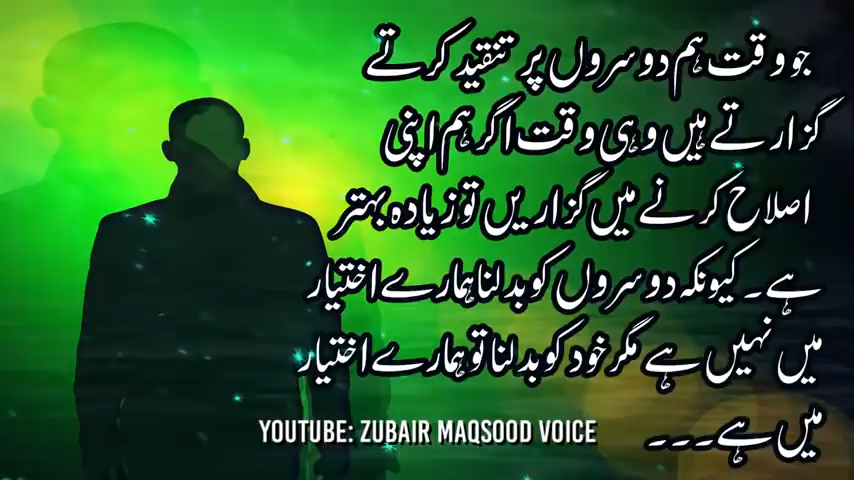 جو وقت ہم دوسروں پر تنقید کرتے
گزارتے ہیں وہی وقت اگر ہم اپنی
اصلاح کرنے میں گزاریں تو زیادہ بہتر
ہے۔ کیونکہ دوسروں کو بدلنا ہمارے اختیار
میں نہیں ہے مگر خود کو بدلنا تو ہمارے اختیار
میں ہے۔۔۔
YOUTUBE: ZUBAIR MAQSOOD VOICE